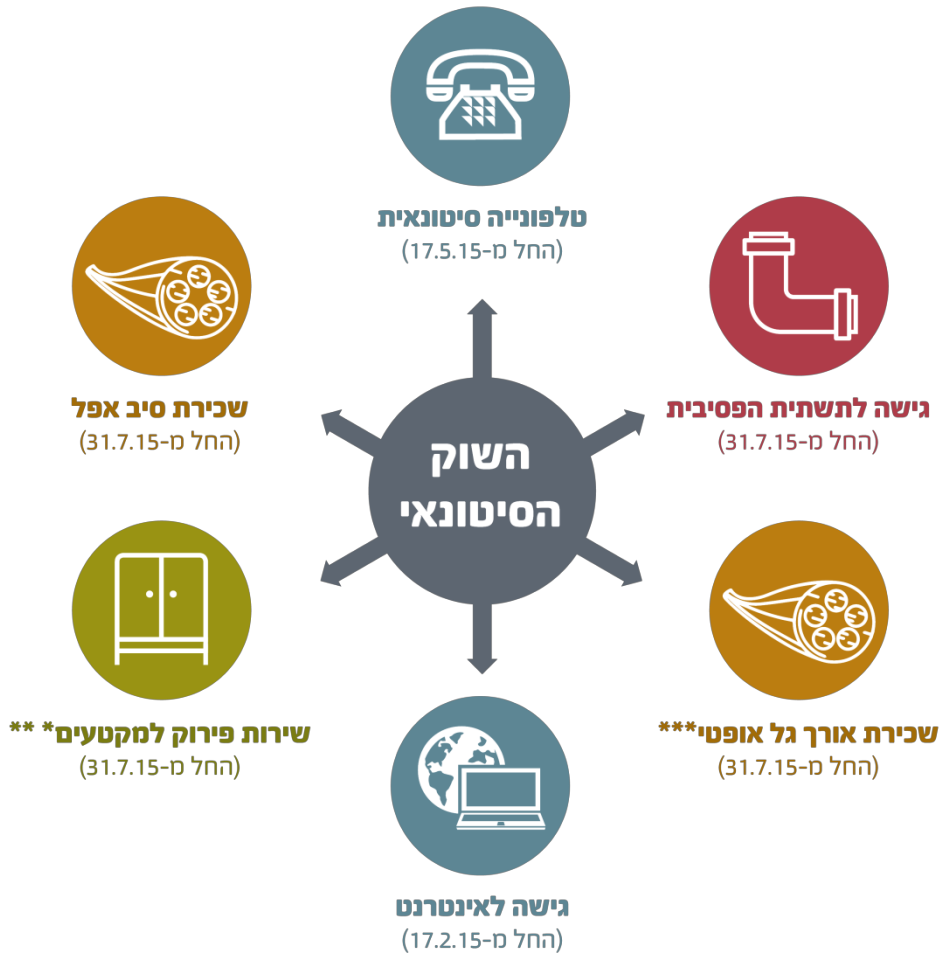 טלפונייה סיטונאית
(החל מ-17.5.15)
גישה לתשתית הפסיבית
(החל מ-31.7.15)
שכירת סיב אפל
(החל מ-31.7.15)
השוק
הסיטונאי
שכירת אורך גל אופטי***
(החל מ-31.7.15)
שירות פירוק למקטעים* **
(החל מ-31.7.15)
גישה לאינטרנט
(החל מ-17.2.15)